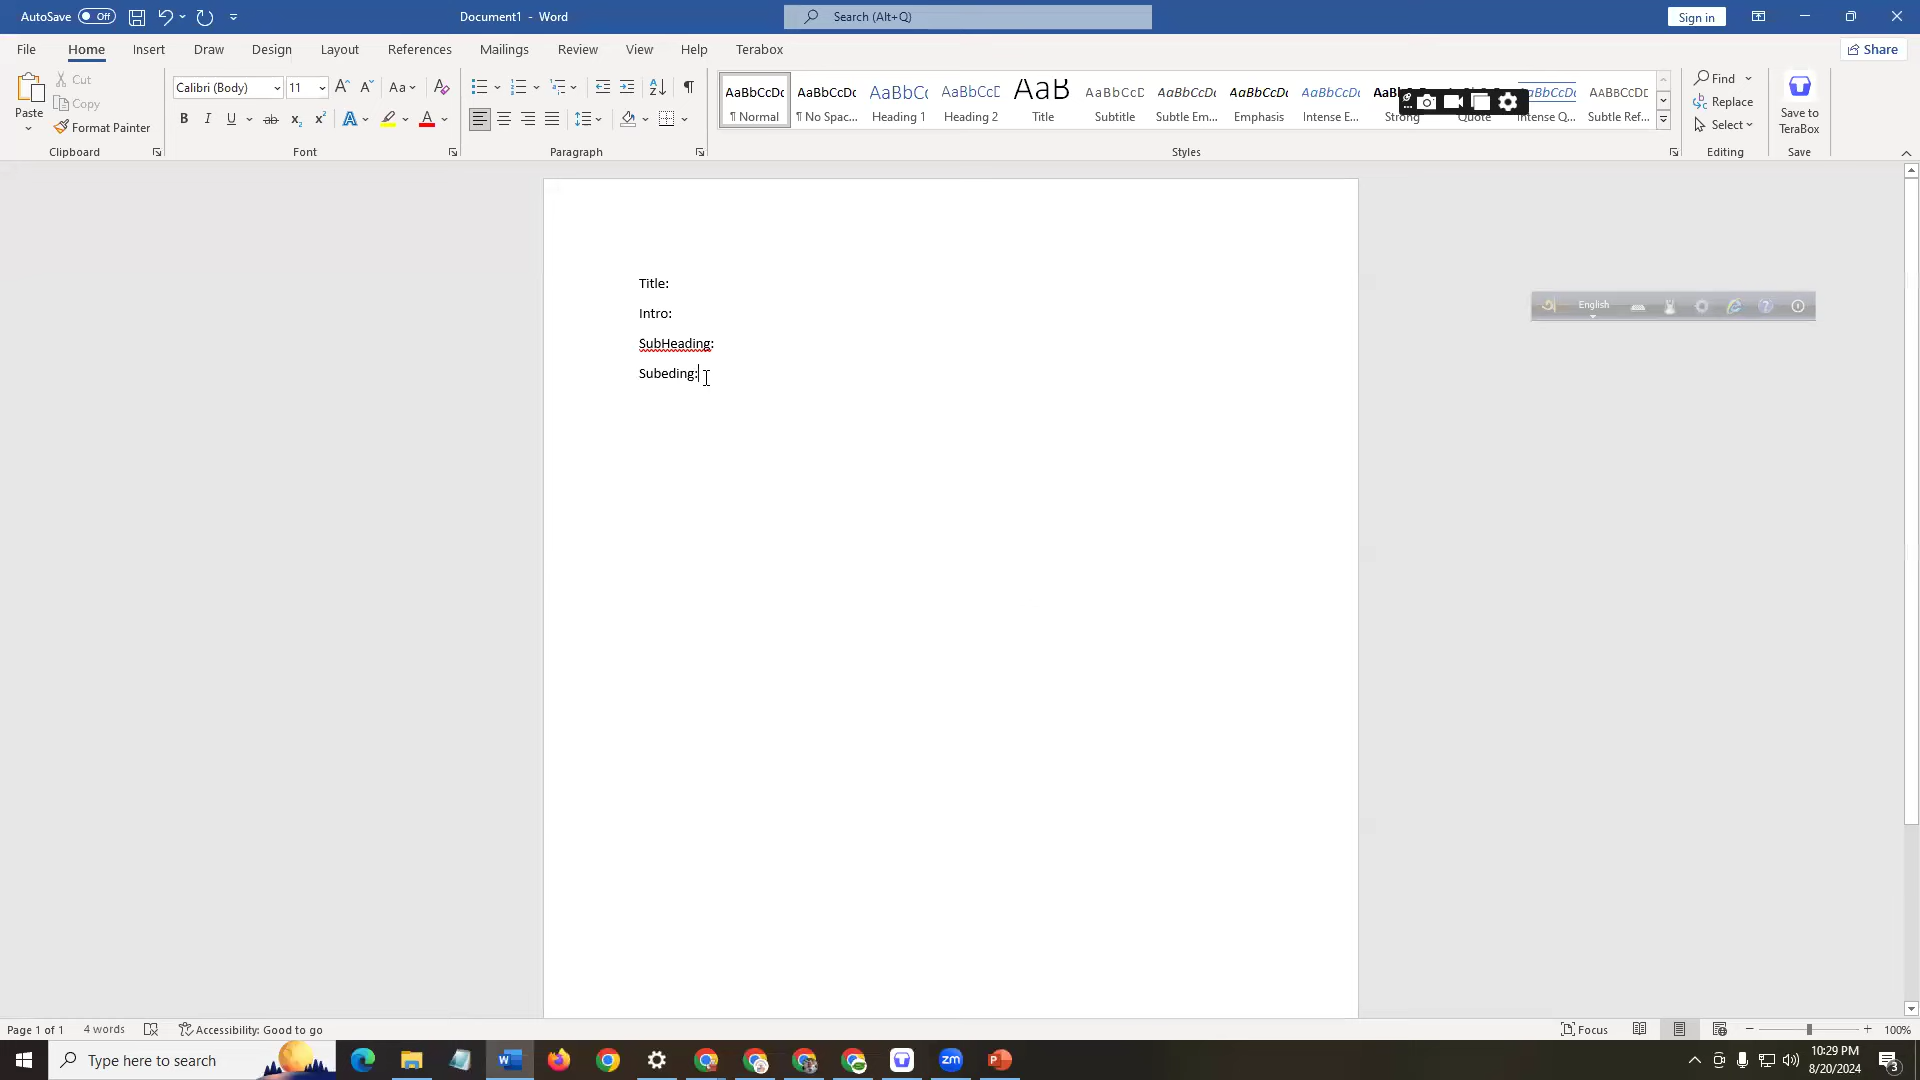 AutoSave Off Document1 - Word Search (Alt+Q) Sign in
File Home Insert Draw Design Layout References Mailings Review View Help Terabox Share
Paste Cut Copy Format Painter Clipboard
Calibri (Body) 11 Aa Font
Paragraph
AaBbCcDc AaBbCcDc AaBbCc AaBbCcD AaB AaBbCcD AaBbCcDc AaBbCcDc AaBbCcDc
¶ Normal ¶ No Spac... Heading 1 Heading 2 Title Subtitle Subtle Em... Emphasis Intense E... Strong Quote Intense Q... Subtle Ref...
Styles
Find
Replace
Select
Editing
Save to
TeraBox
Save
Title:
Intro:
SubHeading:
Subeding:
English
Page 1 of 1 4 words Accessibility: Good to go Focus 100%
Type here to search 10:29 PM
8/20/2024
3